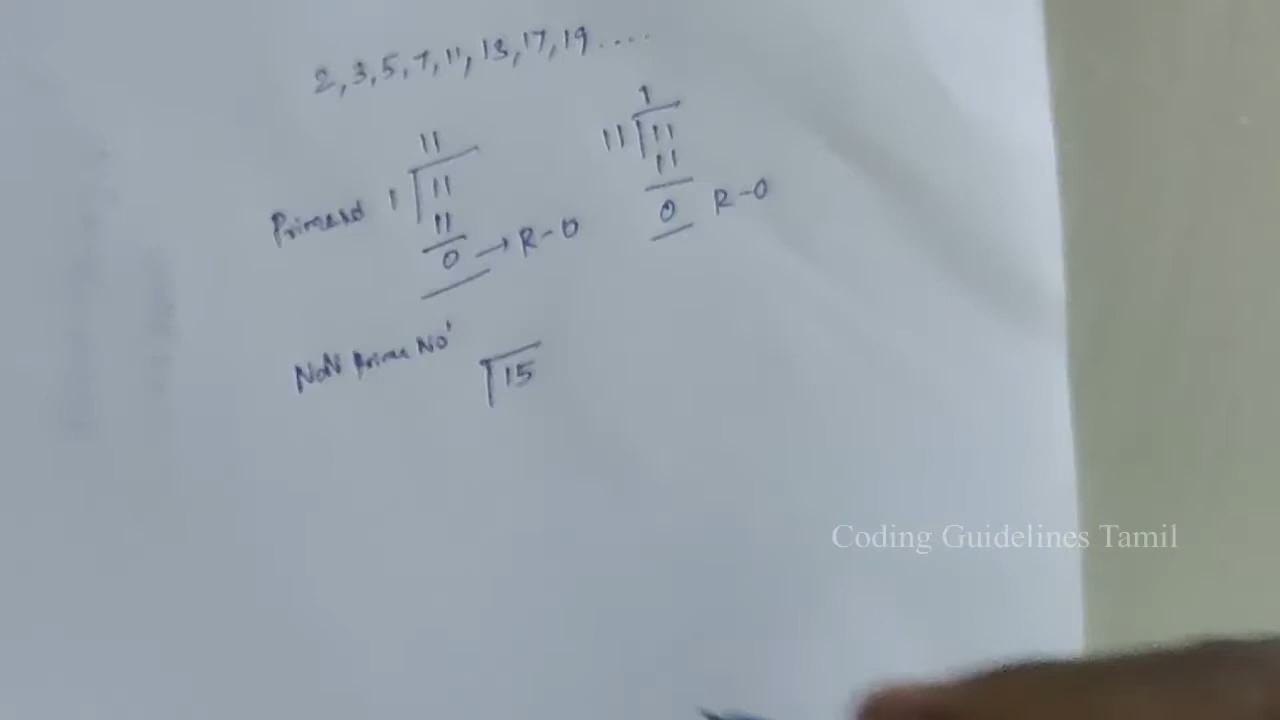 2, 3, 5, 7, 11, 13, 17, 19 ....
11
1 11
11
0 → R-0
1
11 11
11
0 R-0
Non Prime No'
15
Coding Guidelines Tamil